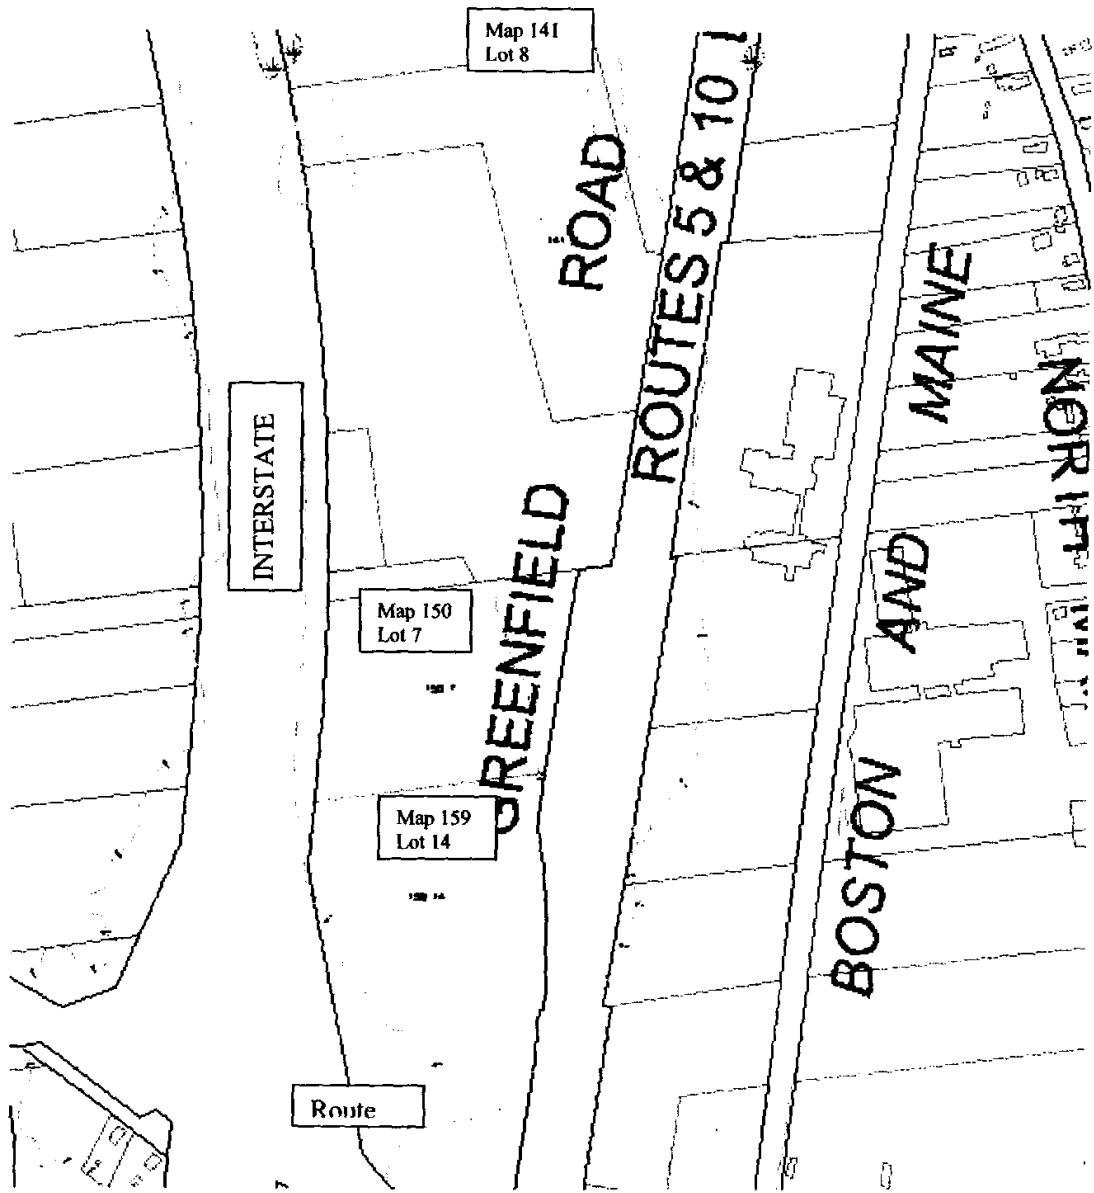 Map 141
Lot 8
ROUTES 5 & 10
GREENFIELD ROAD
BOSTON AND MAINE
INTERSTATE
Map 150
Lot 7
Map 159
Lot 14
Route